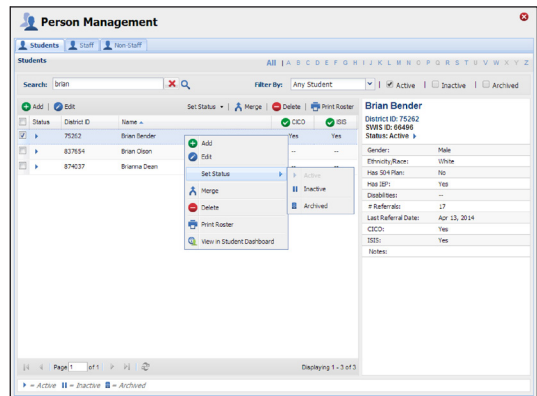 Person Management
Students Staff Non Staff
Students All | A B C D E F G H I J K L M N O P Q R S T U V W X Y Z
Search: brian Filter By: Any Student | Active | Inactive | Archived
Add | Edit Set Status | Merge | Delete | Print Roster
Status District ID Name CICO ISIS
75262 Brian Bender Yes Yes
837654 Brian Olson --
874037 Brianna Dean
Add
Edit
Set Status
Merge
Delete
Print Roster
View in Student Dashboard
Active
Inactive
Archived
Brian Bender
District ID: 75262
SWIS ID: 66496
Status: Active
Gender: Male
Ethnicity/Race: White
Has 504 Plan: No
Has IEP: Yes
Disabilities: --
# Referrals: 17
Last Referral Date: Apr 13, 2014
CICO: Yes
ISIS: Yes
Notes:
Page 1 of 1 Displaying 1 - 3 of 3
= Active = Inactive = Archived